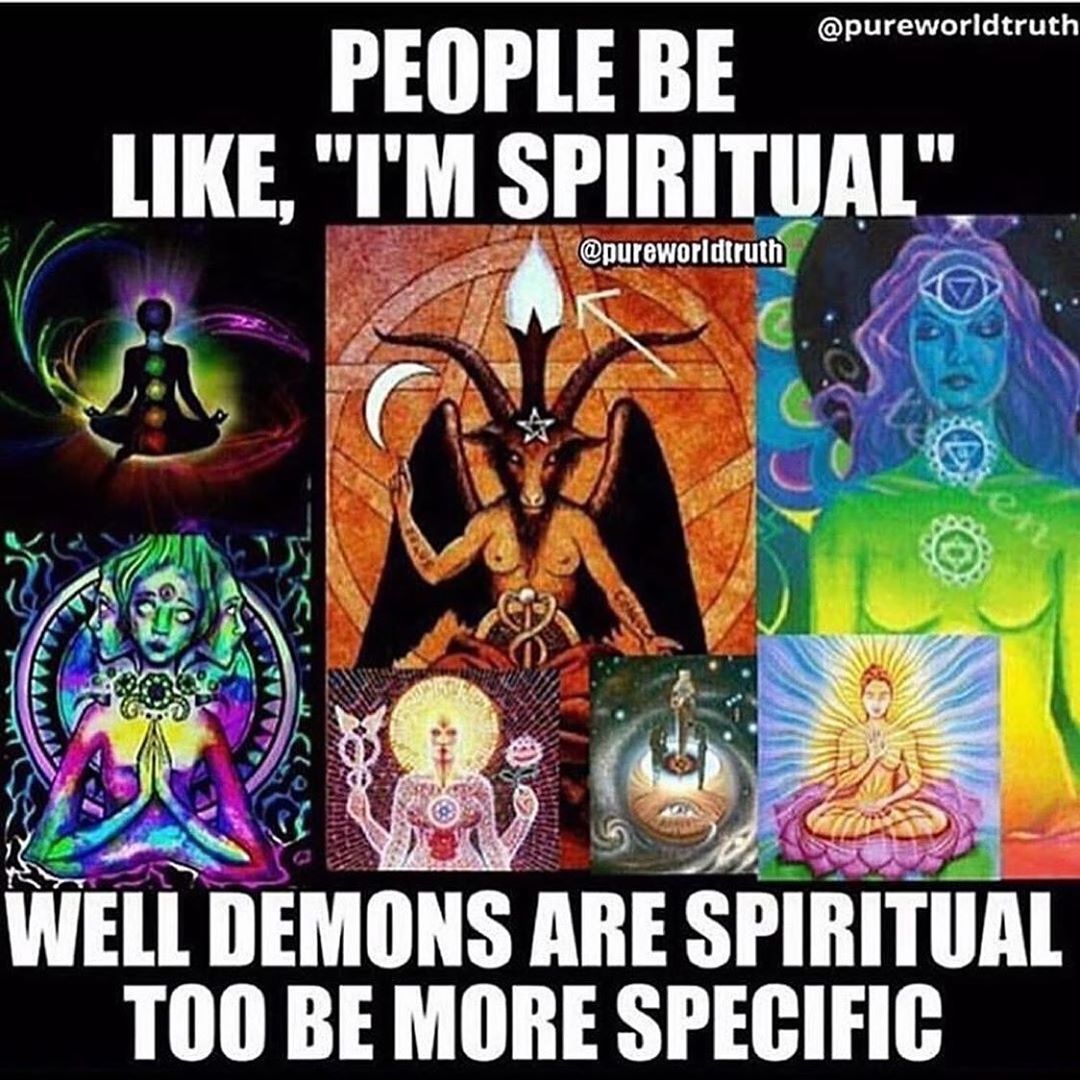 @pureworldtruth
PEOPLE BE
LIKE, "I'M SPIRITUAL"
@pureworldtruth
WELL DEMONS ARE SPIRITUAL
TOO BE MORE SPECIFIC